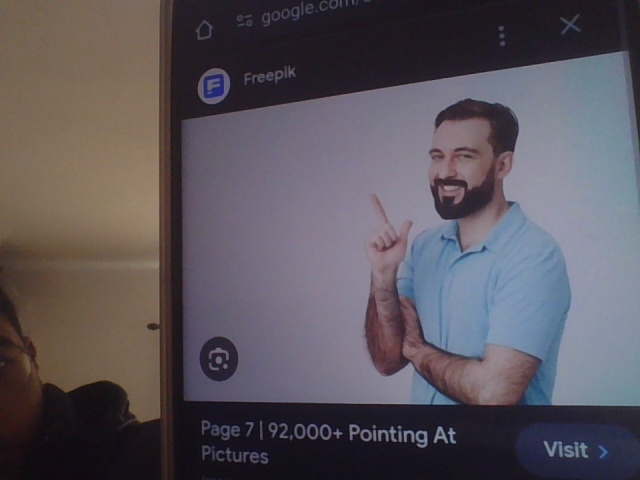 google.com/
Freepik
Page 7 | 92,000+ Pointing At
Pictures
Visit >